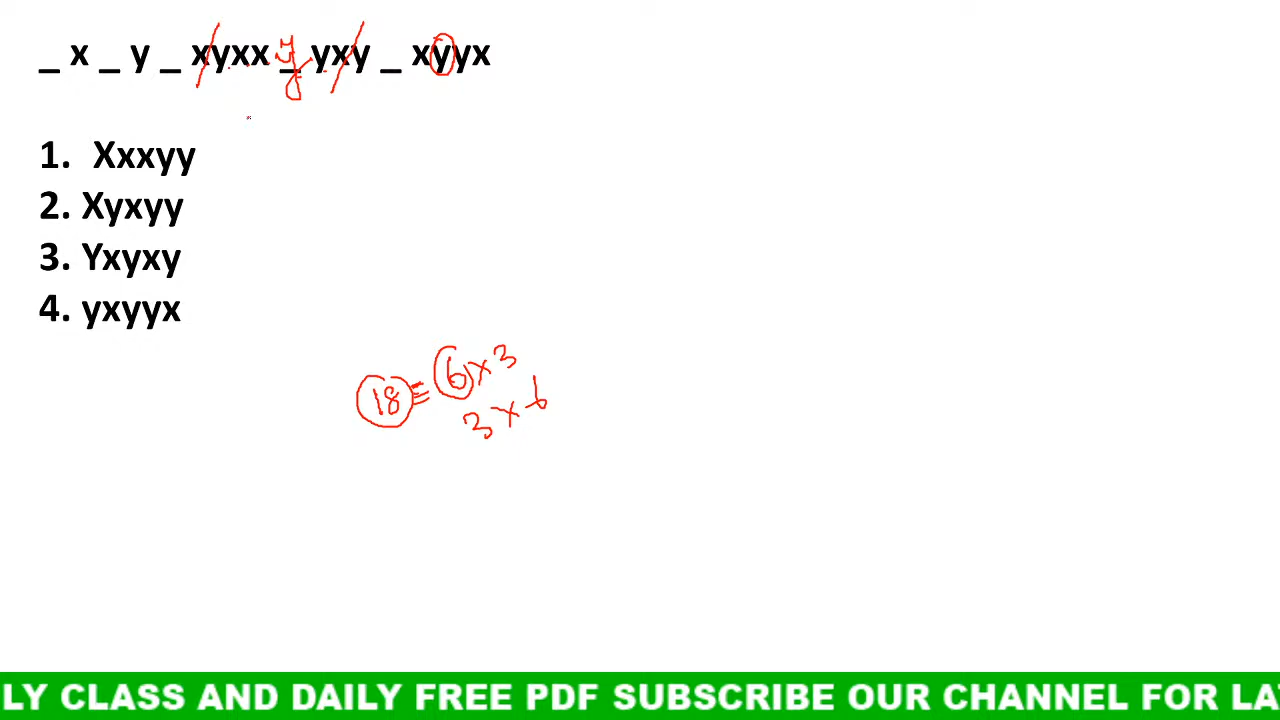 _ x _ y _ xyxx _ yxy _ xyyx
y
1. Xxxyy
2. Xyxyy
3. Yxyxy
4. yxyyx
18 = 6x3
3x6
LY CLASS AND DAILY FREE PDF SUBSCRIBE OUR CHANNEL FOR LA